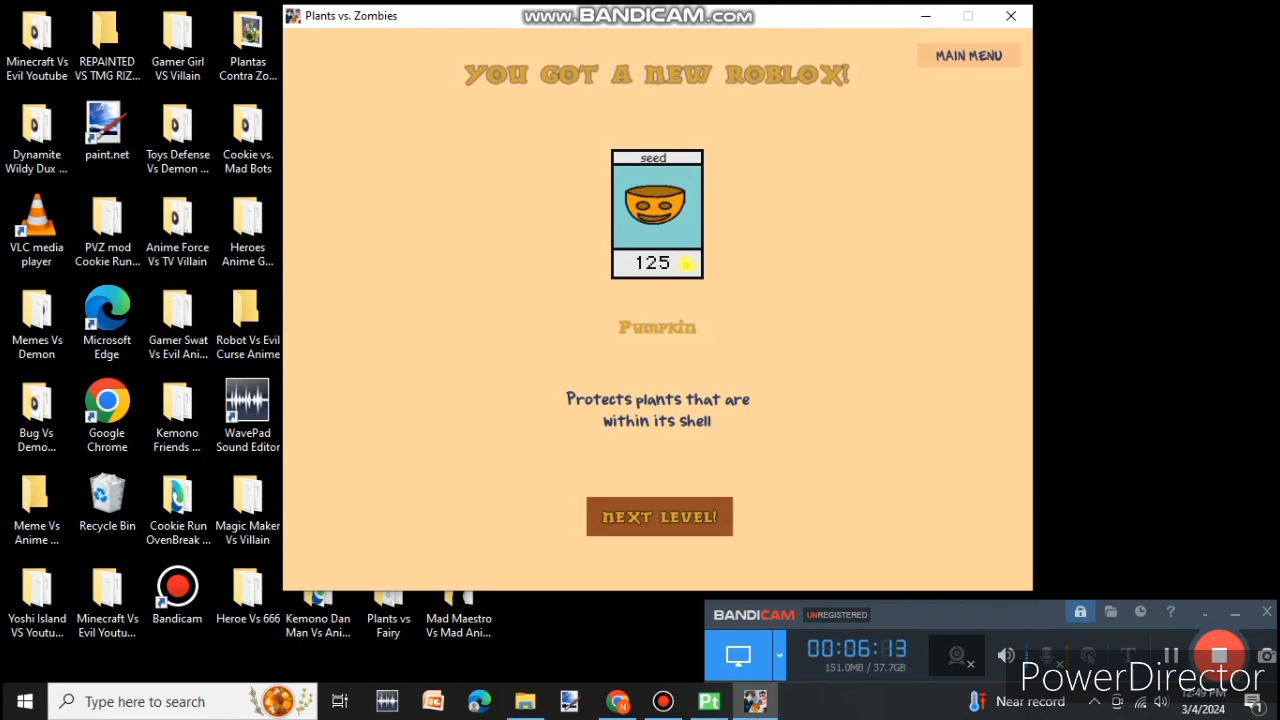 Plants vs. Zombies
www.BANDICAM.com
MAIN MENU
YOU GOT A NEW ROBLOX!
seed
125
Pumpkin
Protects plants that are
within its shell
NEXT LEVEL!
Minecraft Vs
Evil Youtube
REPAINTED
VS TMG RIZ...
Gamer Girl
VS Villain
Plantas
Contra Zo...
Dynamite
Wildy Dux ...
paint.net
Toys Defense
Vs Demon ...
Cookie vs.
Mad Bots
VLC media
player
PVZ mod
Cookie Run...
Anime Force
Vs TV Villain
Heroes
Anime G...
Memes Vs
Demon
Microsoft
Edge
Gamer Swat
Vs Evil Ani...
Robot Vs Evil
Curse Anime
Bug Vs
Demo...
Google
Chrome
Kemono
Friends ...
WavePad
Sound Editor
Meme Vs
Anime ...
Recycle Bin
Cookie Run
OvenBreak ...
Magic Maker
Vs Villain
Yoshi Island
VS Youtu...
Minecraft Vs
Evil Youtu...
Bandicam
Heroe Vs 666
Kemono Dan
Man Vs Ani...
Plants vs
Fairy
Mad Maestro
Vs Mad Ani...
BANDICAM UNREGISTERED
00:06:13
151.0MB / 37.7GB
PowerDirector
Type here to search
Near record
12:49 PM
3/4/2024